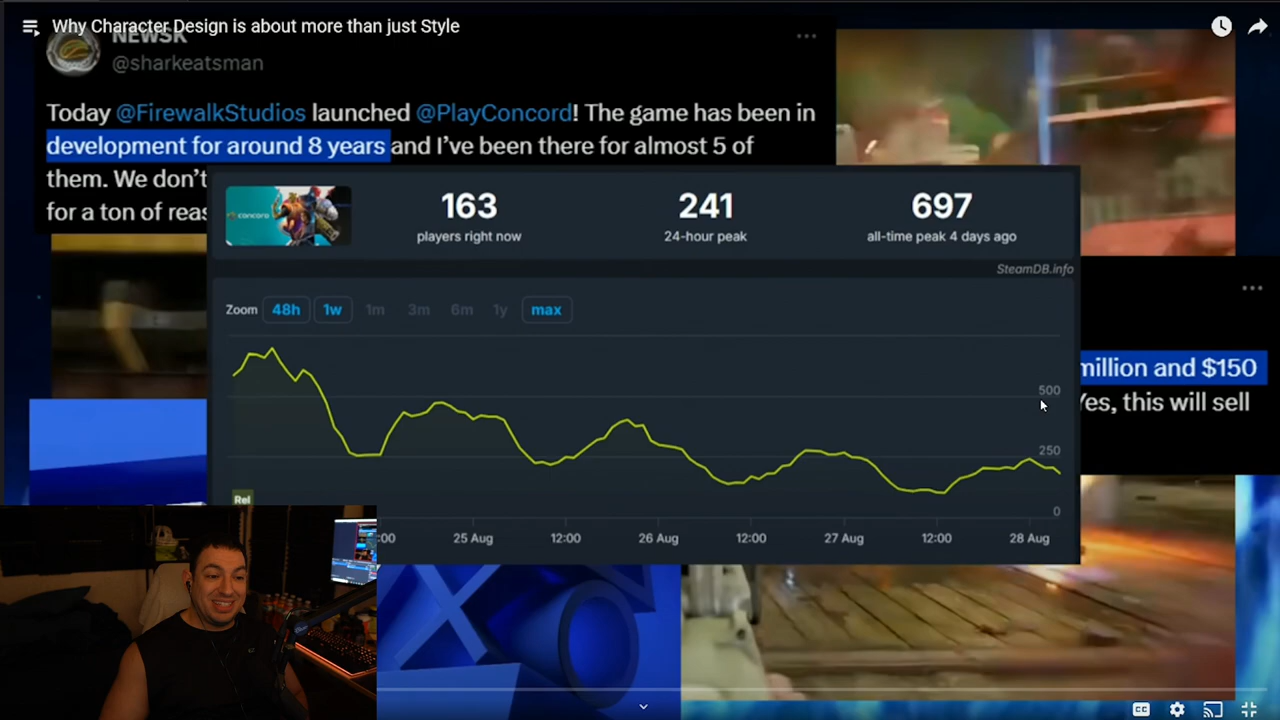 Why Character Design is about more than just Style
NEWSK
@sharkeatsman
Today @FirewalkStudios launched @PlayConcord! The game has been in
development for around 8 years and I've been there for almost 5 of
them. We don't
for a ton of reas
concord
163
players right now
241
24-hour peak
697
all-time peak 4 days ago
SteamDB.info
Zoom 48h 1w 1m 3m 6m 1y max
500
250
0
Rel
:00 25 Aug 12:00 26 Aug 12:00 27 Aug 12:00 28 Aug
million and $150
Yes, this will sell
CC